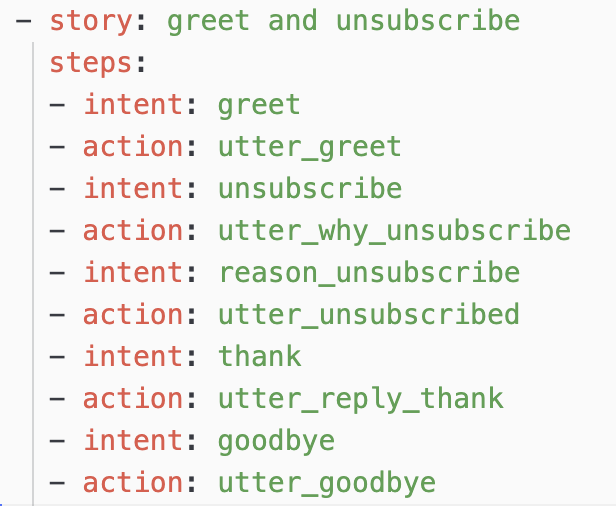 - story: greet and unsubscribe
steps:
- intent: greet
- action: utter_greet
- intent: unsubscribe
- action: utter_why_unsubscribe
- intent: reason_unsubscribe
- action: utter_unsubscribed
- intent: thank
- action: utter_reply_thank
- intent: goodbye
- action: utter_goodbye